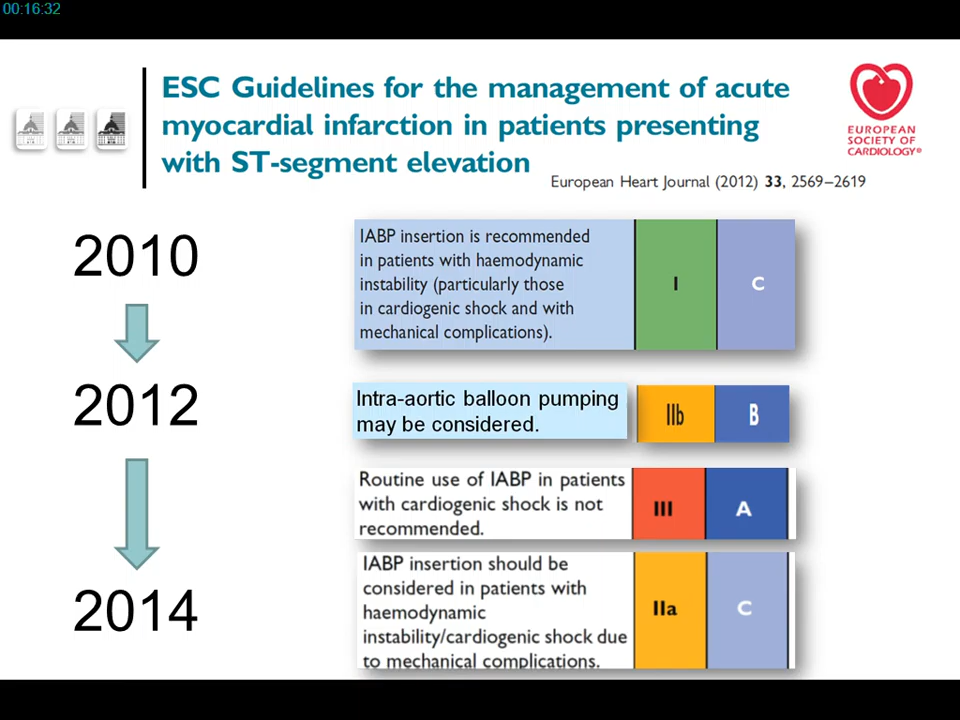 00:16:32
ESC Guidelines for the management of acute
myocardial infarction in patients presenting
with ST-segment elevation
EUROPEAN
SOCIETY OF
CARDIOLOGY®
European Heart Journal (2012) 33, 2569–2619
2010
IABP insertion is recommended
in patients with haemodynamic
instability (particularly those
in cardiogenic shock and with
mechanical complications).
I
C
2012
Intra-aortic balloon pumping
may be considered.
IIb
B
Routine use of IABP in patients
with cardiogenic shock is not
recommended.
III
A
2014
IABP insertion should be
considered in patients with
haemodynamic
instability/cardiogenic shock due
to mechanical complications.
IIa
C